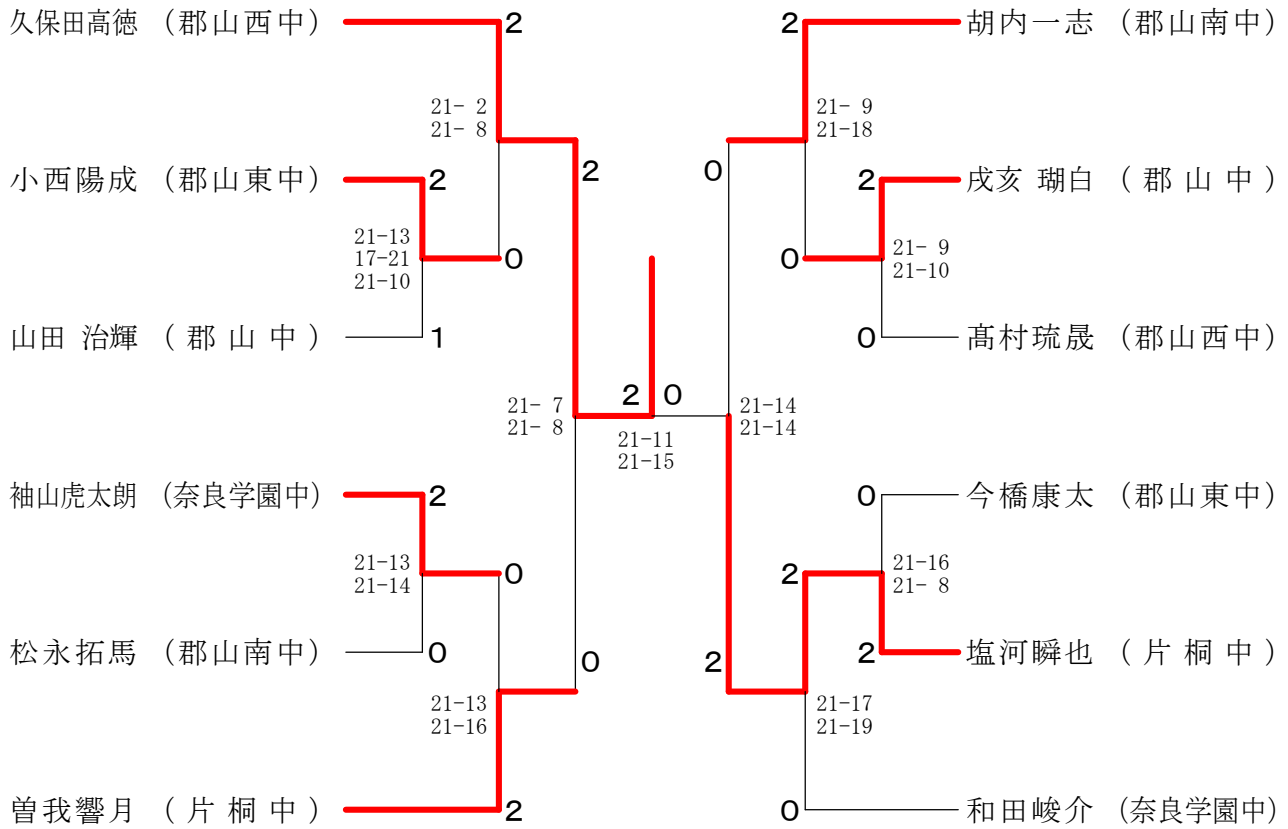 久保田高徳 （郡山西中） 2
2 胡内一志 （郡山南中）
21- 2
21- 8
21- 9
21-18
小西陽成 （郡山東中） 2
2
0
2 戌亥 瑚白 （ 郡 山 中 ）
21-13
17-21
21-10
0
0
21- 9
21-10
山田 治輝 （ 郡 山 中 ） 1
0 髙村琉晟 （郡山西中）
21- 7
21- 8
2 0
21-11
21-15
21-14
21-14
袖山虎太朗 （奈良学園中） 2
0 今橋康太 （郡山東中）
21-13
21-14
0
2
21-16
21- 8
松永拓馬 （郡山南中） 0
0
2
2 塩河瞬也 （ 片 桐 中 ）
21-13
21-16
21-17
21-19
曽我響月 （ 片 桐 中 ） 2
0 和田峻介 （奈良学園中）